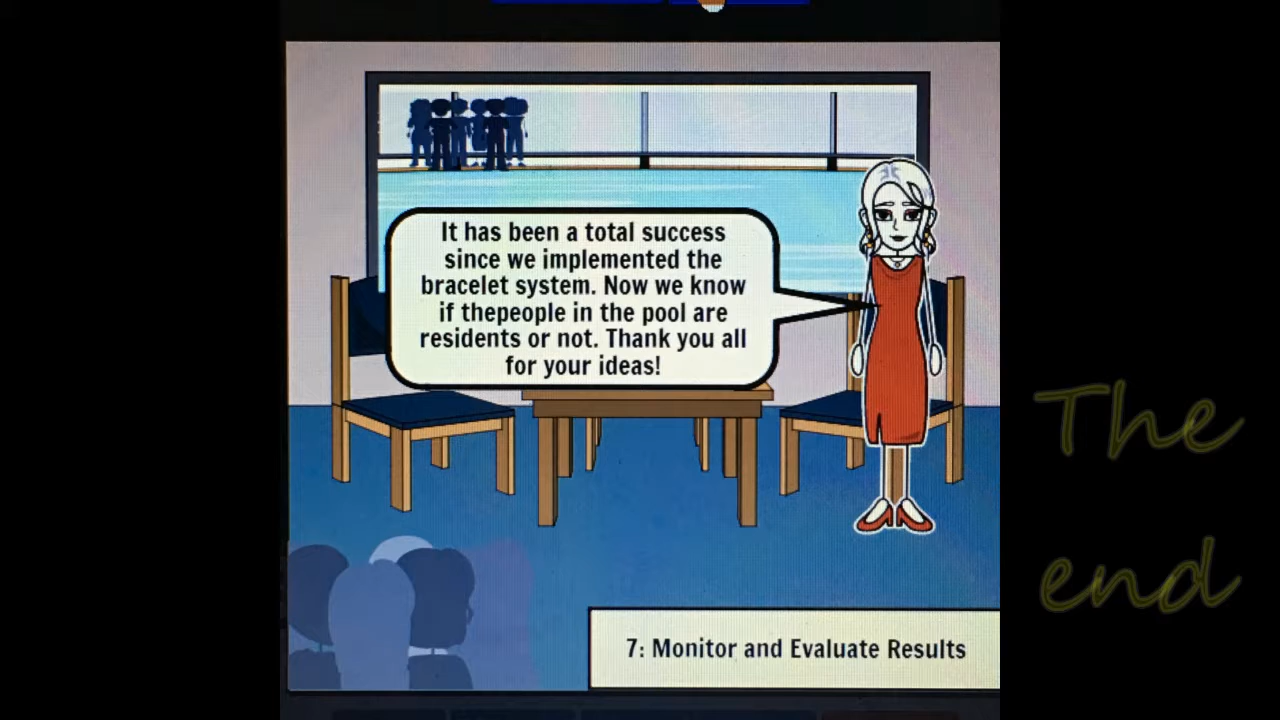 It has been a total success
since we implemented the
bracelet system. Now we know
if thepeople in the pool are
residents or not. Thank you all
for your ideas!
7: Monitor and Evaluate Results
The
end